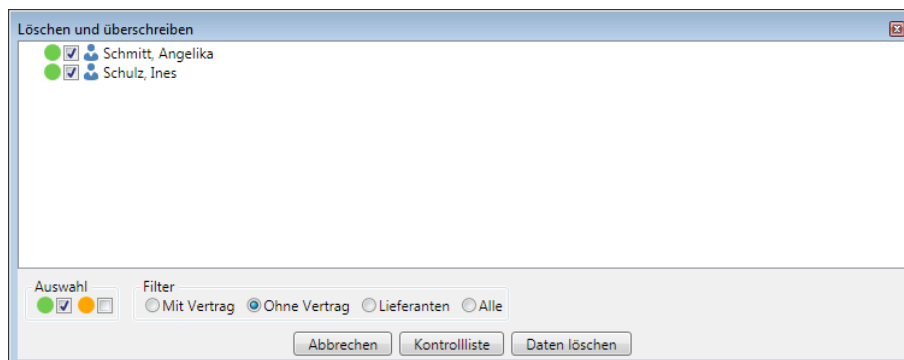 Löschen und überschreiben
Schmitt, Angelika
Schulz, Ines
Auswahl Filter
Mit Vertrag Ohne Vertrag Lieferanten Alle
Abbrechen Kontrollliste Daten löschen